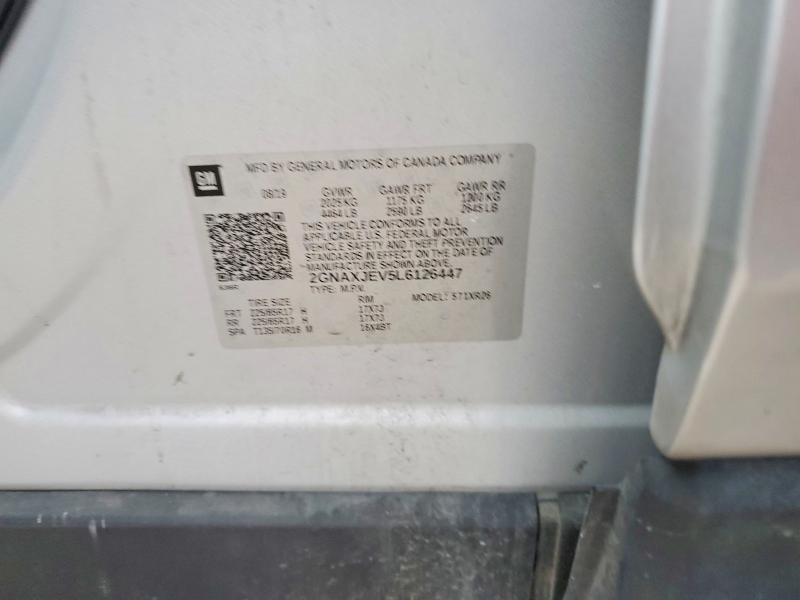 GM
MFD BY GENERAL MOTORS OF CANADA COMPANY
08/19 GVWR GAWR FRT GAWR RR
2025 KG 1175 KG 1200 KG
4464 LB 2590 LB 2645 LB
THIS VEHICLE CONFORMS TO ALL
APPLICABLE U.S. FEDERAL MOTOR
VEHICLE SAFETY AND THEFT PREVENTION
STANDARDS IN EFFECT ON THE DATE OF
MANUFACTURE SHOWN ABOVE.
2GNAXJEV5L6126447
TYPE: M.P.V. MODEL: ST1XR26
TIRE SIZE RIM
FRT 225/65R17 H 17X7J
RR 225/65R17 H 17X7J
SPA T135/70R16 M 16X4BT